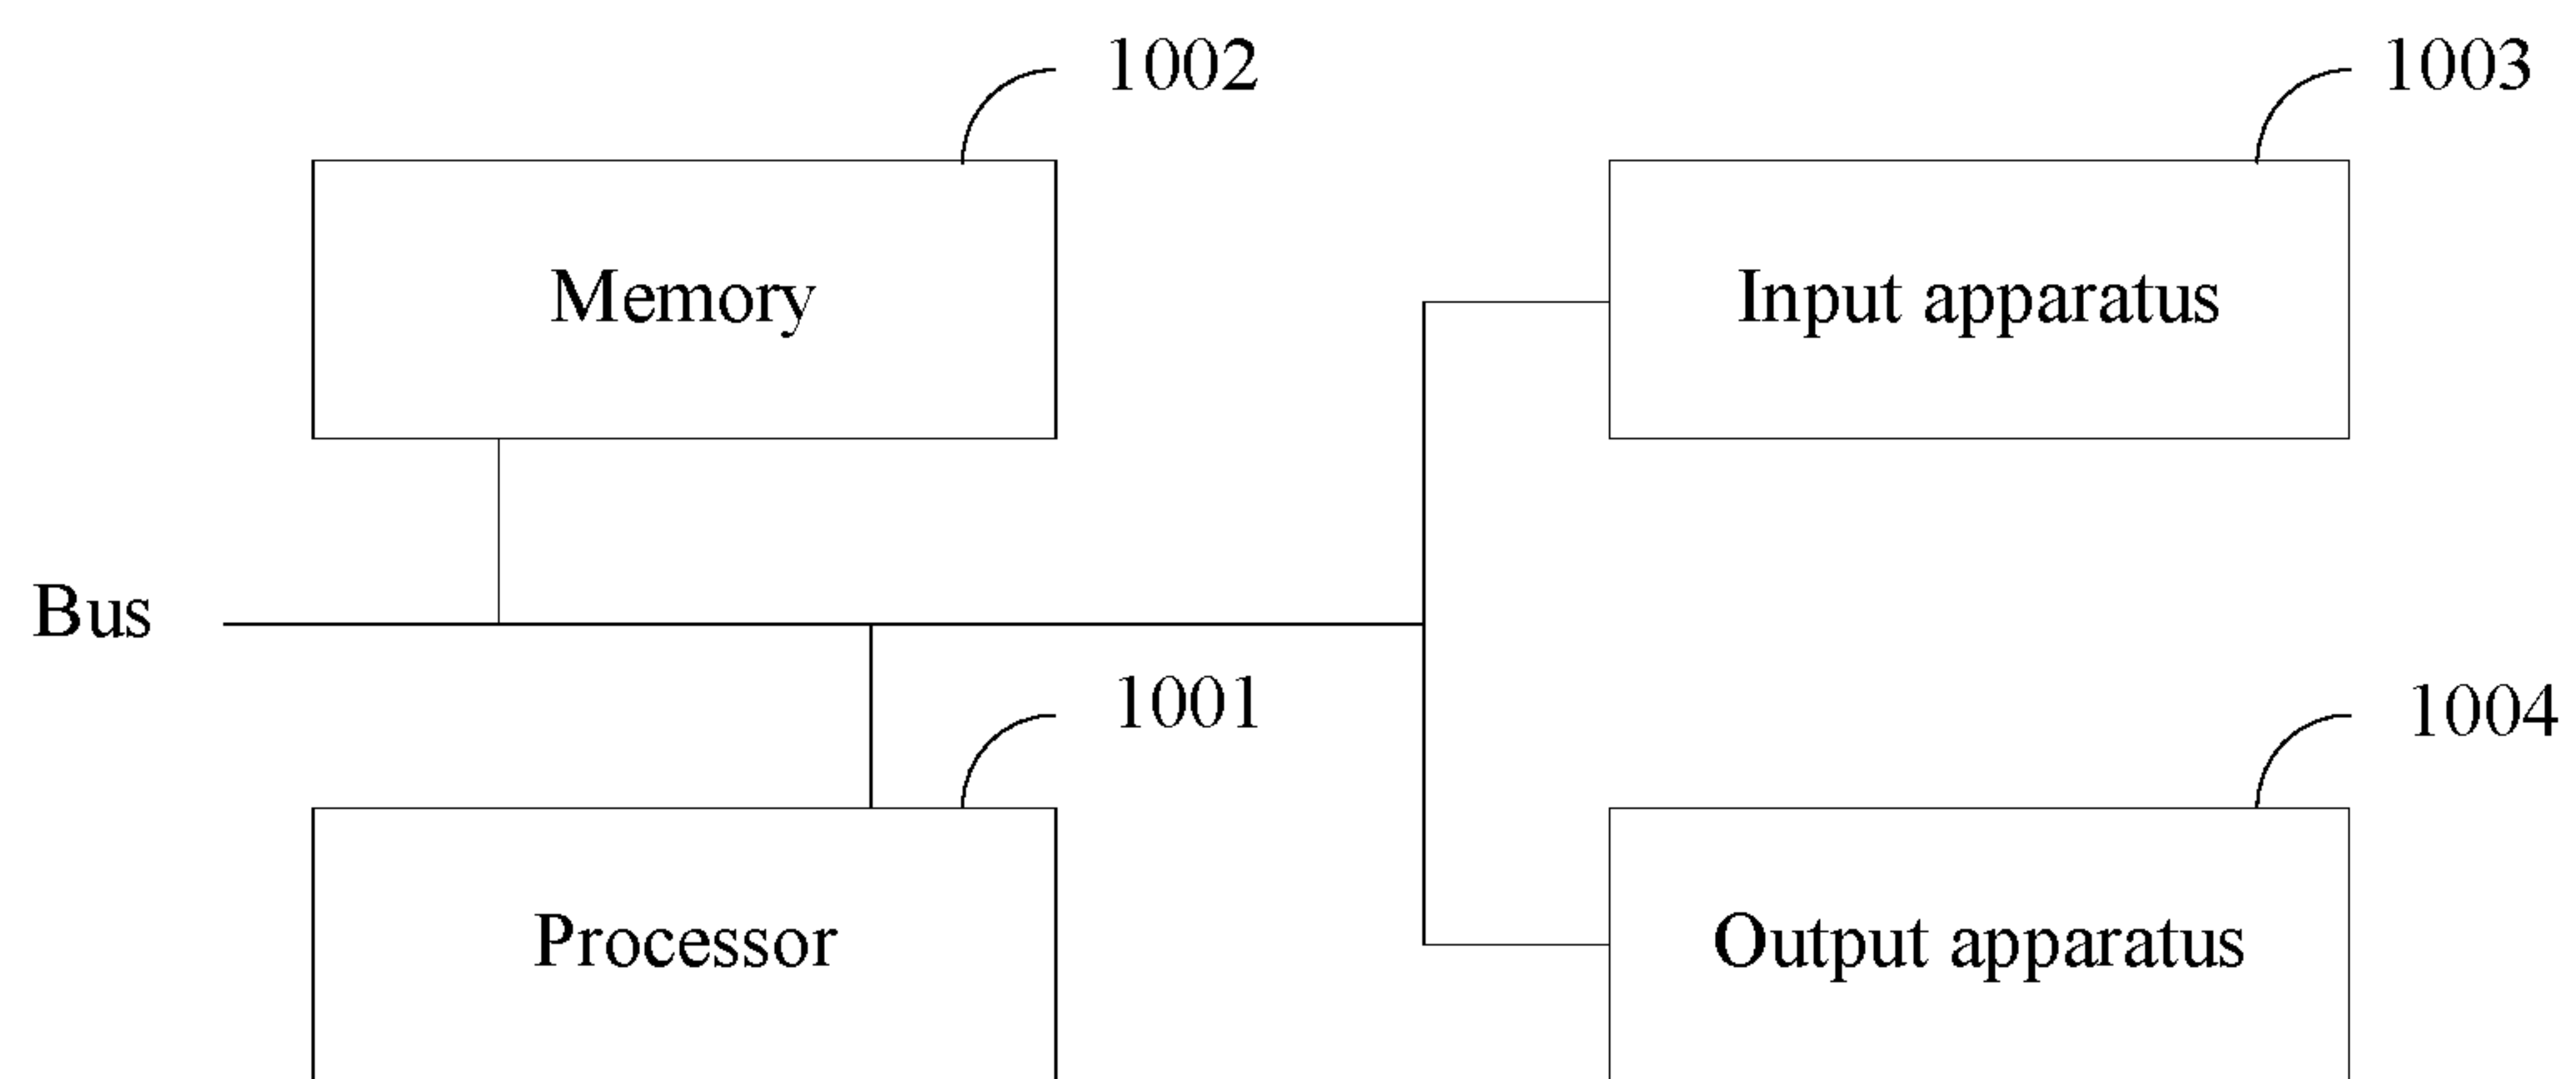 1002
1003
Memory
Input apparatus
Bus
1001
1004
Processor
Output apparatus